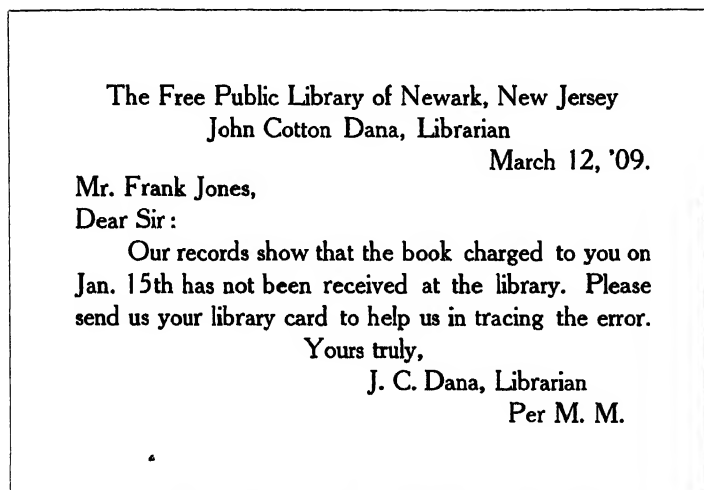 The Free Public Library of Newark, New Jersey
John Cotton Dana, Librarian
March 12, '09.
Mr. Frank Jones,
Dear Sir:
Our records show that the book charged to you on
Jan. 15th has not been received at the library. Please
send us your library card to help us in tracing the error.
Yours truly,
J. C. Dana, Librarian
Per M. M.